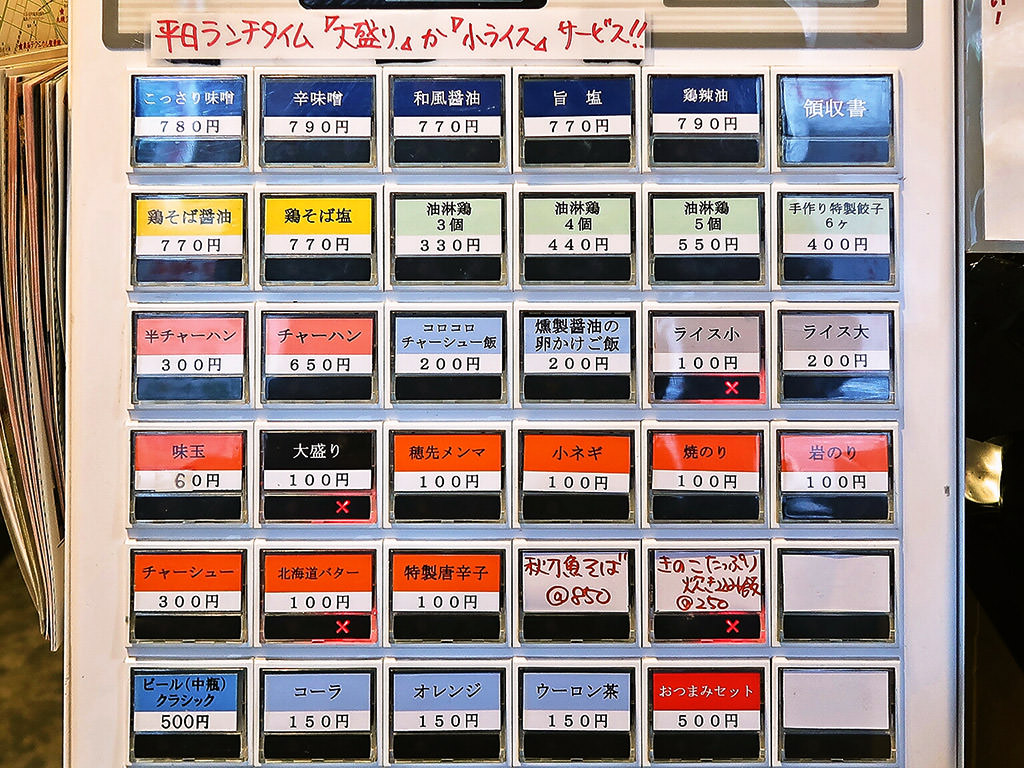 平日ランチタイム『大盛り』か『小ライス』サービス!!
こっさり味噌
780円
辛味噌
790円
和風醤油
770円
旨塩
770円
鶏辣油
790円
領収書
鶏そば醤油
770円
鶏そば塩
770円
油淋鶏
3個
330円
油淋鶏
4個
440円
油淋鶏
5個
550円
手作り特製餃子
6ヶ
400円
半チャーハン
300円
チャーハン
650円
コロコロ
チャーシュー飯
200円
燻製醤油の
卵かけご飯
200円
ライス小
100円
×
ライス大
200円
味玉
60円
大盛り
100円
×
穂先メンマ
100円
小ネギ
100円
焼のり
100円
岩のり
100円
チャーシュー
300円
北海道バター
100円
×
特製唐辛子
100円
秋刀魚そば
@850
きのこたっぷり
炊き込み飯
@250
×
ビール(中瓶)
クラシック
500円
コーラ
150円
オレンジ
150円
ウーロン茶
150円
おつまみセット
500円